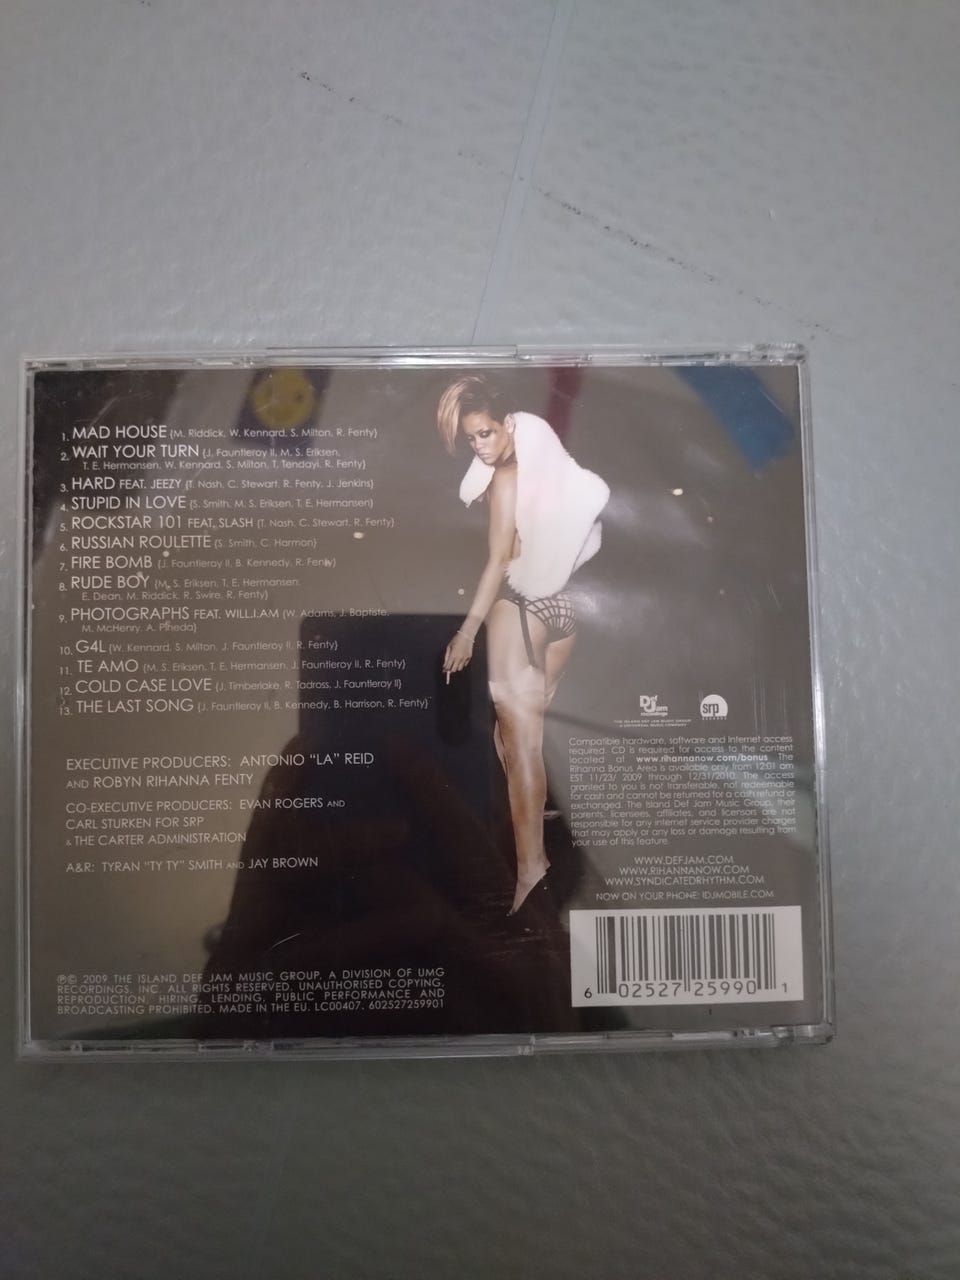 1. MAD HOUSE (M. Riddick, W. Kennard, S. Milton, R. Fenty)
2. WAIT YOUR TURN (J. Fauntleroy II, M. S. Eriksen,
T. E. Hermansen, W. Kennard, S. Milton, T. Tendayi, R. Fenty)
3. HARD FEAT. JEEZY (T. Nash, C. Stewart, R. Fenty, J. Jenkins)
4. STUPID IN LOVE (S. Smith, M. S. Eriksen, T. E. Hermansen)
5. ROCKSTAR 101 FEAT. SLASH (T. Nash, C. Stewart, R. Fenty)
6. RUSSIAN ROULETTE (S. Smith, C. Harmon)
7. FIRE BOMB (J. Fauntleroy II, B. Kennedy, R. Fenty)
8. RUDE BOY (M. S. Eriksen, T. E. Hermansen,
E. Dean, M. Riddick, R. Swire, R. Fenty)
9. PHOTOGRAPHS FEAT. WILL.I.AM (W. Adams, J. Baptiste,
M. McHenry, A. Pineda)
10. G4L (W. Kennard, S. Milton, J. Fauntleroy II, R. Fenty)
11. TE AMO (M. S. Eriksen, T. E. Hermansen, J. Fauntleroy II, R. Fenty)
12. COLD CASE LOVE (J. Timberlake, R. Tadross, J. Fauntleroy II)
13. THE LAST SONG (J. Fauntleroy II, B. Kennedy, B. Harrison, R. Fenty)
EXECUTIVE PRODUCERS: ANTONIO "LA" REID
AND ROBYN RIHANNA FENTY
CO-EXECUTIVE PRODUCERS: EVAN ROGERS AND
CARL STURKEN FOR SRP
& THE CARTER ADMINISTRATION
A&R: TYRAN "TY TY" SMITH AND JAY BROWN
℗© 2009 THE ISLAND DEF JAM MUSIC GROUP, A DIVISION OF UMG
RECORDINGS, INC. ALL RIGHTS RESERVED. UNAUTHORISED COPYING,
REPRODUCTION, HIRING, LENDING, PUBLIC PERFORMANCE AND
BROADCASTING PROHIBITED. MADE IN THE EU. LC00407. 602527259901
Def Jam
recordings
srp
RECORDS
THE ISLAND DEF JAM MUSIC GROUP
A UNIVERSAL MUSIC COMPANY
Compatible hardware, software and Internet access
required. CD is required for access to the content
located at www.rihannanow.com/bonus The
Rihanna Bonus Area is available only from 12:01 am
EST 11/23/ 2009 through 12/31/2010. The access
granted to you is not transferable, not redeemable
for cash and cannot be returned for a cash refund or
exchanged. The Island Def Jam Music Group, their
parents, licensees, affiliates, and licensors are not
responsible for any internet service provider charges
that may apply or any loss or damage resulting from
your use of this feature.
WWW.DEFJAM.COM
WWW.RIHANNANOW.COM
WWW.SYNDICATEDRHYTHM.COM
NOW ON YOUR PHONE: IDJMOBILE.COM
6 02527 25990 1